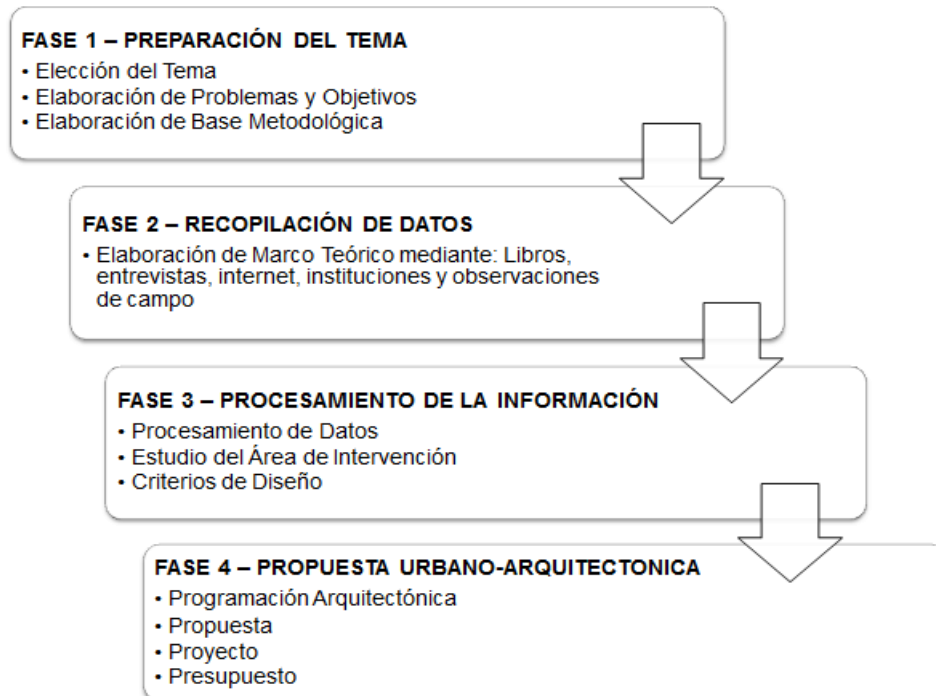 FASE 1 – PREPARACIÓN DEL TEMA
• Elección del Tema
• Elaboración de Problemas y Objetivos
• Elaboración de Base Metodológica
FASE 2 – RECOPILACIÓN DE DATOS
• Elaboración de Marco Teórico mediante: Libros,
entrevistas, internet, instituciones y observaciones
de campo
FASE 3 – PROCESAMIENTO DE LA INFORMACIÓN
• Procesamiento de Datos
• Estudio del Área de Intervención
• Criterios de Diseño
FASE 4 – PROPUESTA URBANO-ARQUITECTONICA
• Programación Arquitectónica
• Propuesta
• Proyecto
• Presupuesto